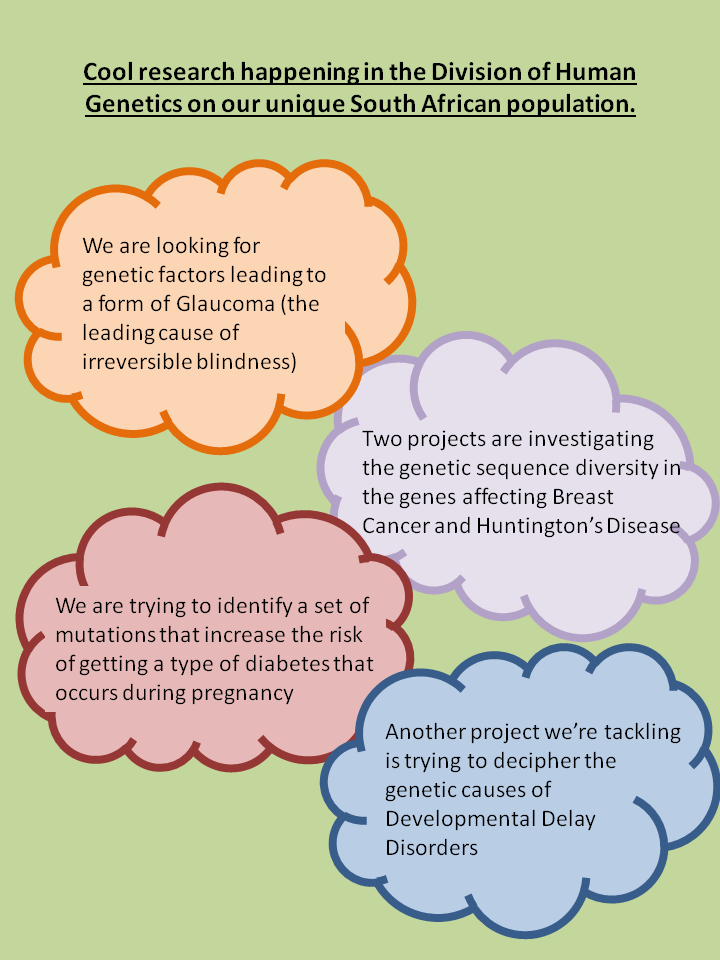 Cool research happening in the Division of Human
Genetics on our unique South African population.
We are looking for
genetic factors leading to
a form of Glaucoma (the
leading cause of
irreversible blindness)
Two projects are investigating
the genetic sequence diversity in
the genes affecting Breast
Cancer and Huntington's Disease
We are trying to identify a set of
mutations that increase the risk
of getting a type of diabetes that
occurs during pregnancy
Another project we're tackling
is trying to decipher the
genetic causes of
Developmental Delay
Disorders